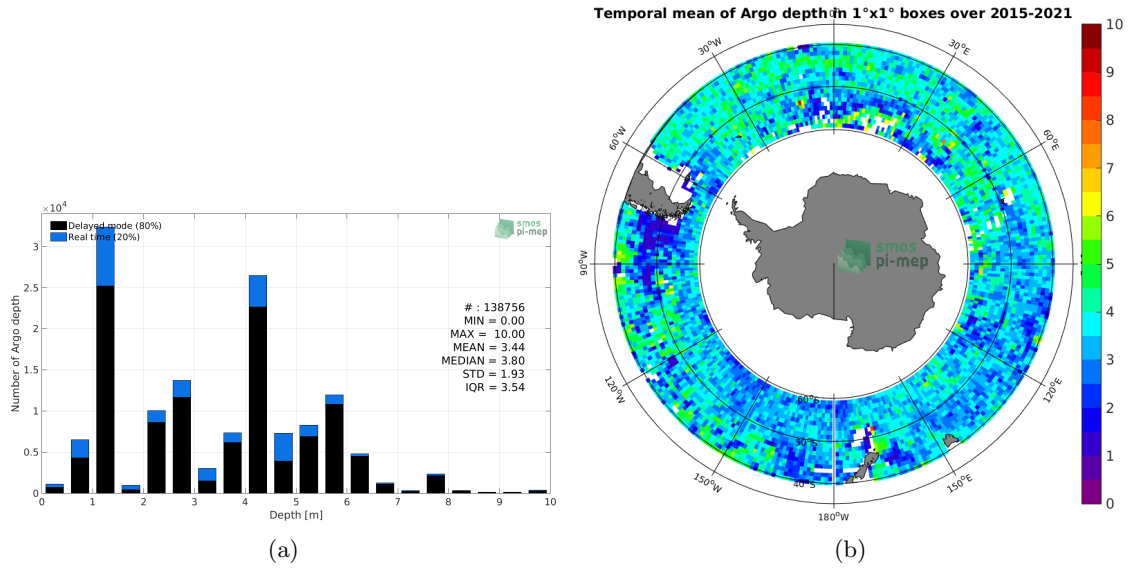 ×10⁴
Delayed mode (80%)
Real time (20%)
smos
pi-mep
# : 138756
MIN = 0.00
MAX = 10.00
MEAN = 3.44
MEDIAN = 3.80
STD = 1.93
IQR = 3.54
Number of Argo depth
3
2.5
2
1.5
1
0.5
0
0 1 2 3 4 5 6 7 8 9 10
Depth [m]
(a)
Temporal mean of Argo depth in 1°x1° boxes over 2015-2021
30°W
30°E
60°W
60°E
90°W
smos
pi-mep
120°W
120°E
150°W
150°E
180°W
60°S
50°S
40°S
10
9
8
7
6
5
4
3
2
1
0
(b)